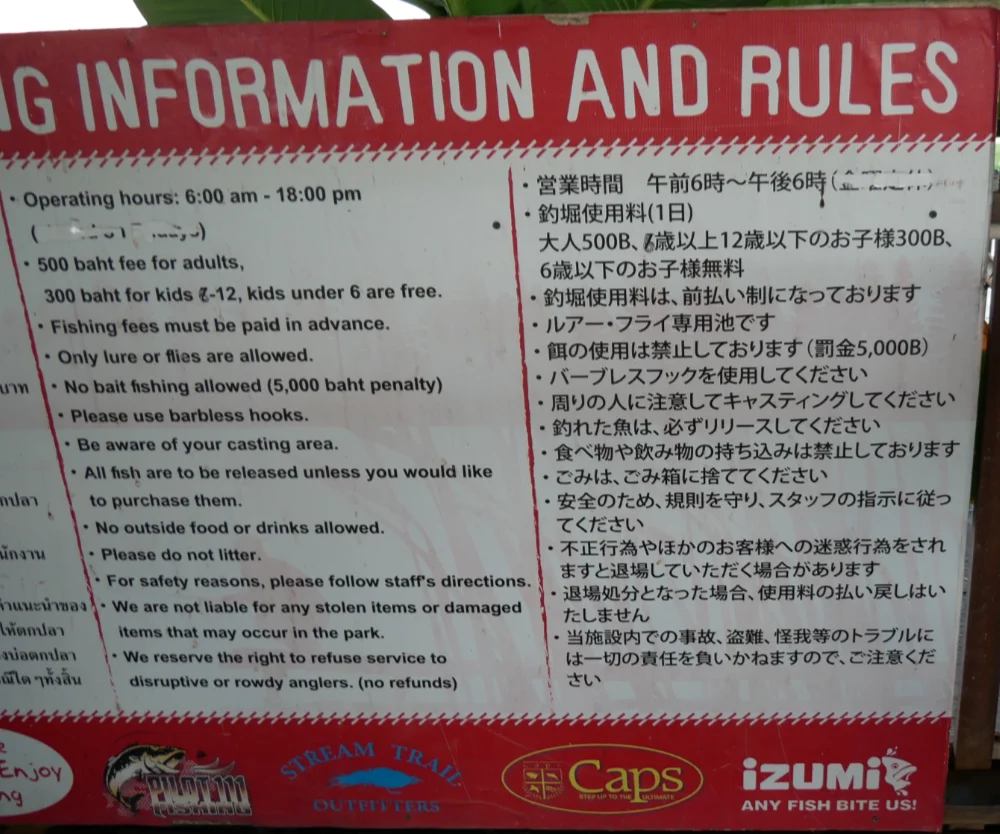 INFORMATION AND RULES
• Operating hours: 6:00 am - 18:00 pm
• 500 baht fee for adults,
300 baht for kids -12, kids under 6 are free.
• Fishing fees must be paid in advance.
• Only lure or flies are allowed.
• No bait fishing allowed (5,000 baht penalty)
• Please use barbless hooks.
• Be aware of your casting area.
• All fish are to be released unless you would like
to purchase them.
• No outside food or drinks allowed.
• Please do not litter.
• For safety reasons, please follow staff's directions.
• We are not liable for any stolen items or damaged
items that may occur in the park.
• We reserve the right to refuse service to
disruptive or rowdy anglers. (no refunds)
・営業時間 午前6時～午後6時
・釣堀使用料(1日)
大人500B、歳以上12歳以下のお子様300B、
6歳以下のお子様無料
・釣堀使用料は、前払い制になっております
・ルアー・フライ専用池です
・餌の使用は禁止しております（罰金5,000B）
・バーブレスフックを使用してください
・周りの人に注意してキャスティングしてください
・釣れた魚は、必ずリリースしてください
・食べ物や飲み物の持ち込みは禁止しております
・ごみは、ごみ箱に捨ててください
・安全のため、規則を守り、スタッフの指示に従っ
てください
・不正行為やほかのお客様への迷惑行為をされ
ますと退場していただく場合があります
・退場処分となった場合、使用料の払い戻しはい
たしません
・当施設内での事故、盗難、怪我等のトラブルに
は一切の責任を負いかねますので、ご注意くだ
さい
บาท
Enjoy
PILOT 111
FISHING
STREAM TRAIL
OUTFITTERS
Caps
STEP UP TO THE ULTIMATE
iZUMi
ANY FISH BITE US!